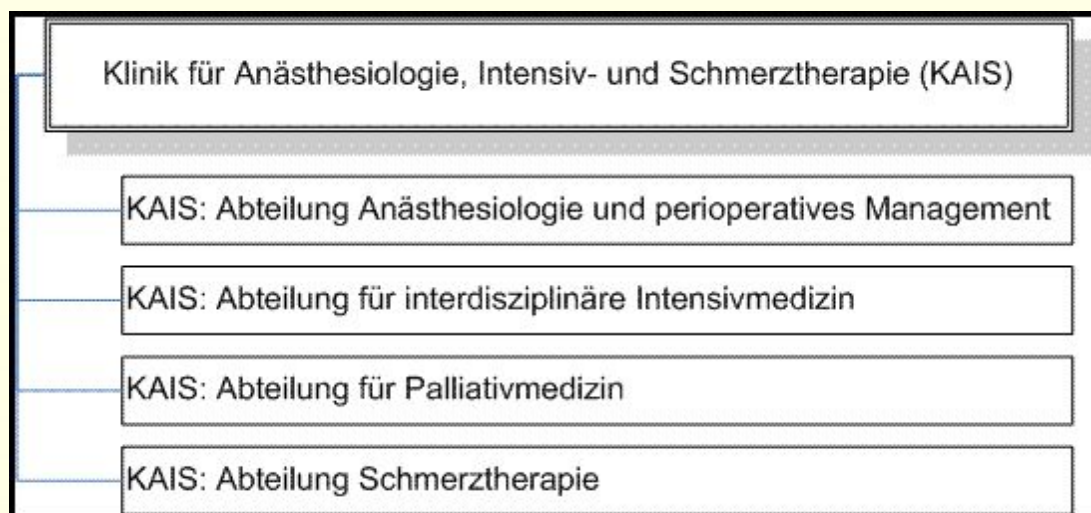 Klinik für Anästhesiologie, Intensiv- und Schmerztherapie (KAIS)
KAIS: Abteilung Anästhesiologie und perioperatives Management
KAIS: Abteilung für interdisziplinäre Intensivmedizin
KAIS: Abteilung für Palliativmedizin
KAIS: Abteilung Schmerztherapie